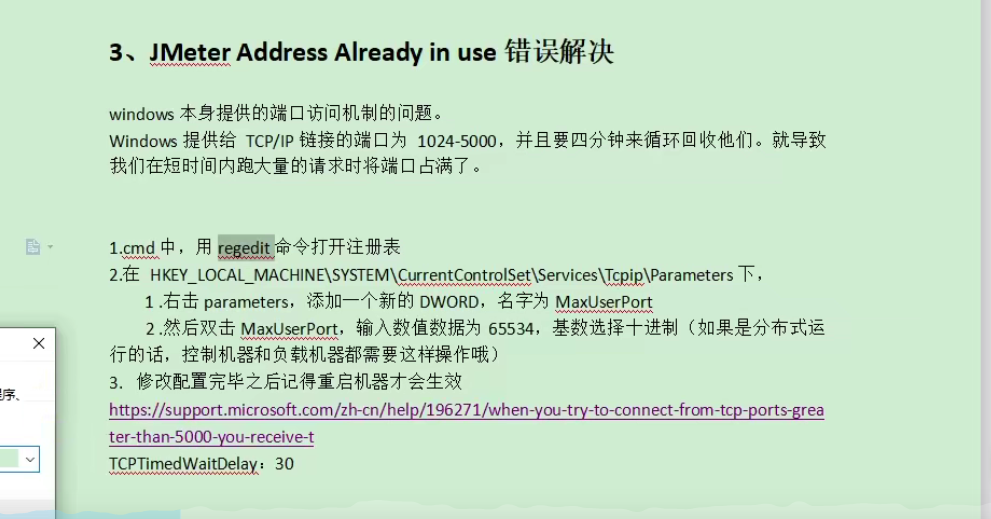 3、JMeter Address Already in use 错误解决
windows 本身提供的端口访问机制的问题。
Windows 提供给 TCP/IP 链接的端口为 1024-5000，并且要四分钟来循环回收他们。就导致
我们在短时间内跑大量的请求时将端口占满了。
1.cmd 中，用 regedit 命令打开注册表
2.在 HKEY_LOCAL_MACHINE\SYSTEM\CurrentControlSet\Services\Tcpip\Parameters 下，
1 .右击 parameters，添加一个新的 DWORD，名字为 MaxUserPort
2 .然后双击 MaxUserPort，输入数值数据为 65534，基数选择十进制（如果是分布式运
行的话，控制机器和负载机器都需要这样操作哦）
3. 修改配置完毕之后记得重启机器才会生效
https://support.microsoft.com/zh-cn/help/196271/when-you-try-to-connect-from-tcp-ports-grea
ter-than-5000-you-receive-t
TCPTimedWaitDelay：30
序、